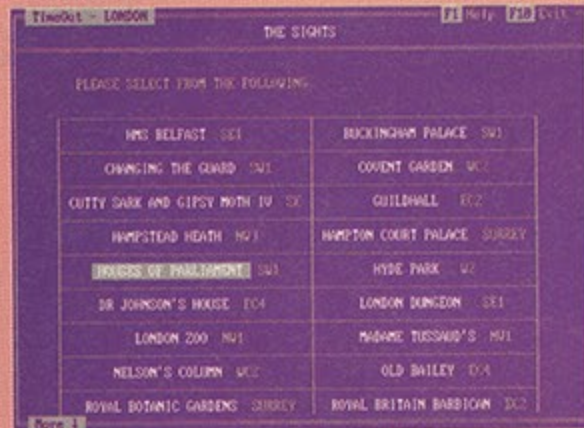 TimeOut - LONDON F1 Help F10 Exit
THE SIGHTS
PLEASE SELECT FROM THE FOLLOWING
HMS BELFAST SE1 BUCKINGHAM PALACE SW1
CHANGING THE GUARD SW1 COVENT GARDEN WC2
CUTTY SARK AND GIPSY MOTH IV GUILDHALL EC2
HAMPSTEAD HEATH NW3 HAMPTON COURT PALACE SURREY
HOUSES OF PARLIAMENT SW1 HYDE PARK W2
DR JOHNSON'S HOUSE EC4 LONDON DUNGEON SE1
LONDON ZOO NW1 MADAME TUSSAUD'S NW1
NELSON'S COLUMN WC2 OLD BAILEY EC4
ROYAL BOTANIC GARDENS SURREY ROYAL BRITAIN BARBICAN EC2
More ↓